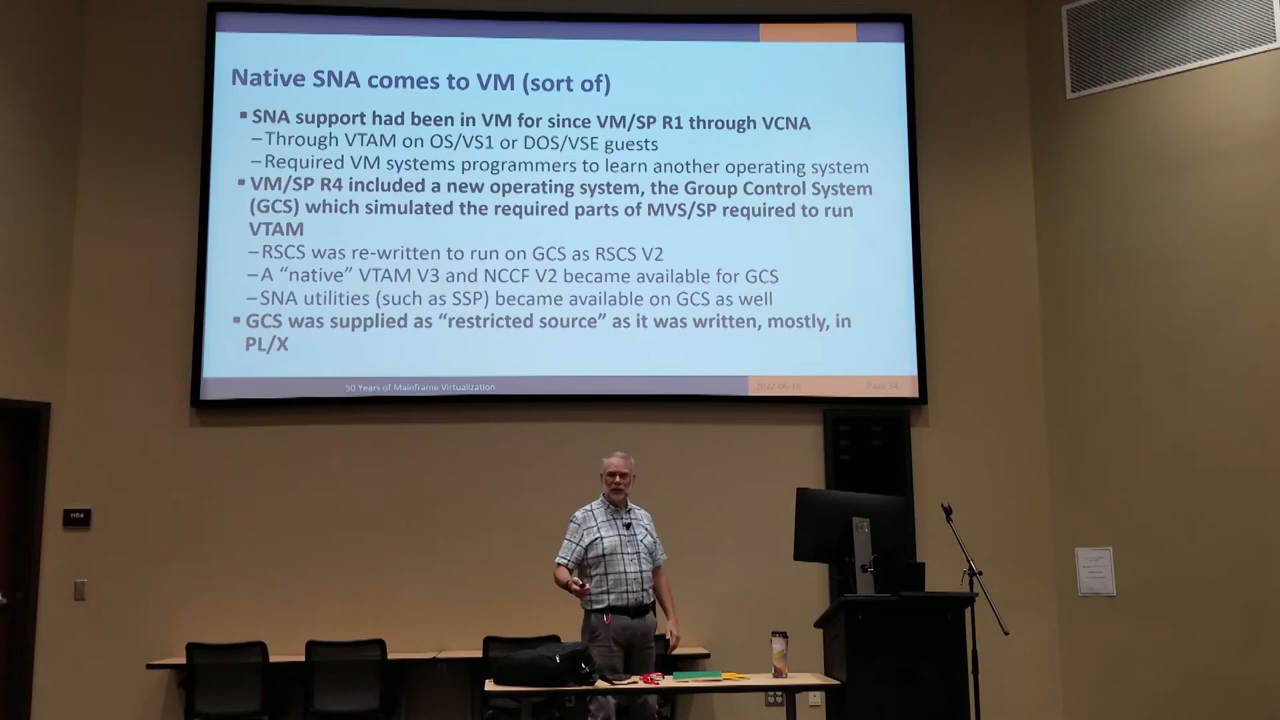 Native SNA comes to VM (sort of)
▪ SNA support had been in VM for since VM/SP R1 through VCNA
–Through VTAM on OS/VS1 or DOS/VSE guests
–Required VM systems programmers to learn another operating system
▪ VM/SP R4 included a new operating system, the Group Control System
(GCS) which simulated the required parts of MVS/SP required to run
VTAM
–RSCS was re-written to run on GCS as RSCS V2
–A “native” VTAM V3 and NCCF V2 became available for GCS
–SNA utilities (such as SSP) became available on GCS as well
▪ GCS was supplied as “restricted source” as it was written, mostly, in
PL/X
50 Years of Mainframe Virtualization
Page 34